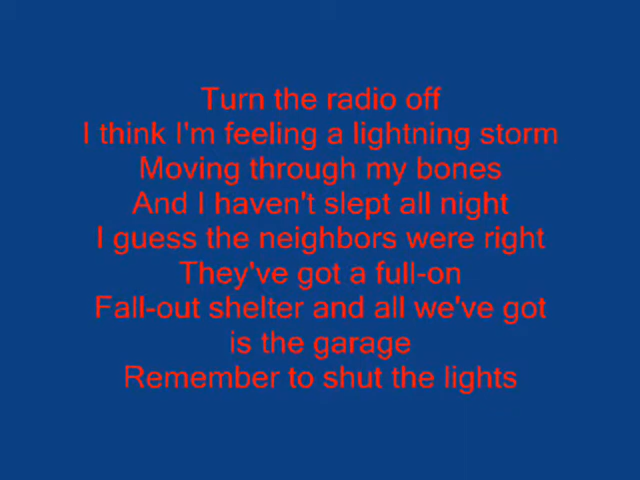 Turn the radio off
I think I'm feeling a lightning storm
Moving through my bones
And I haven't slept all night
I guess the neighbors were right
They've got a full-on
Fall-out shelter and all we've got
is the garage
Remember to shut the lights